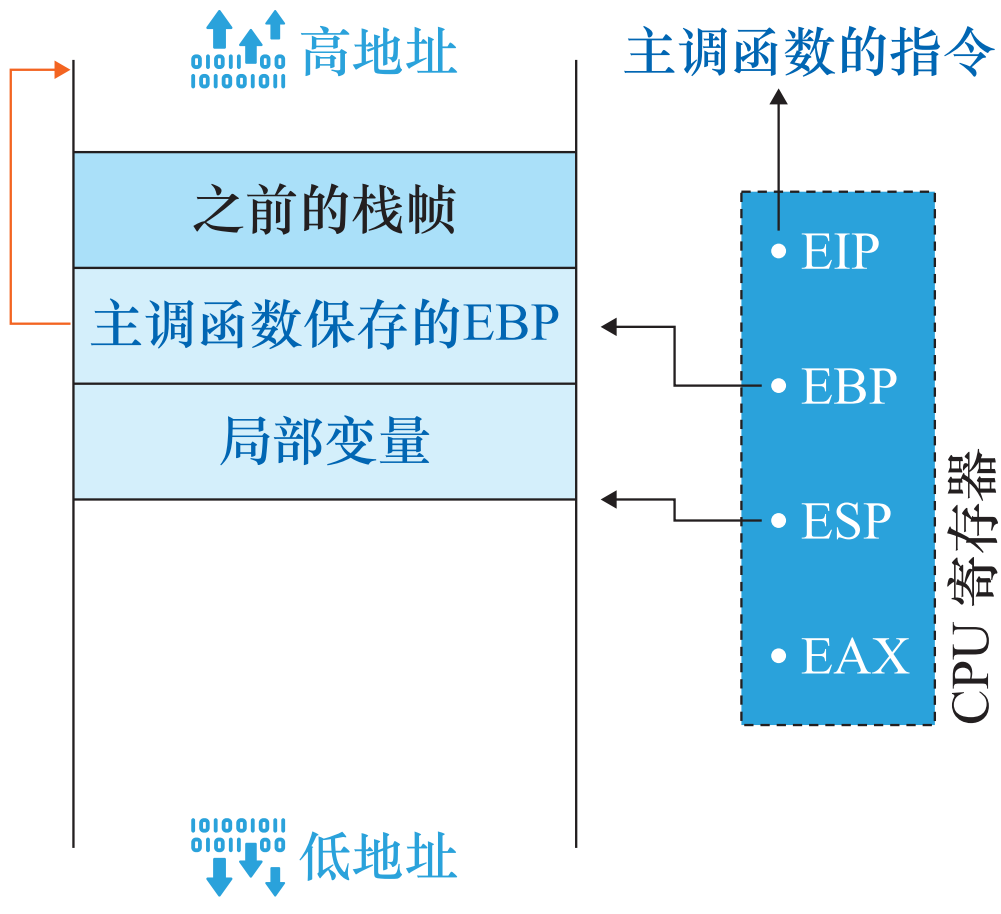 高地址
主调函数的指令
之前的栈帧
主调函数保存的EBP
局部变量
EIP
EBP
ESP
EAX
CPU 寄存器
低地址